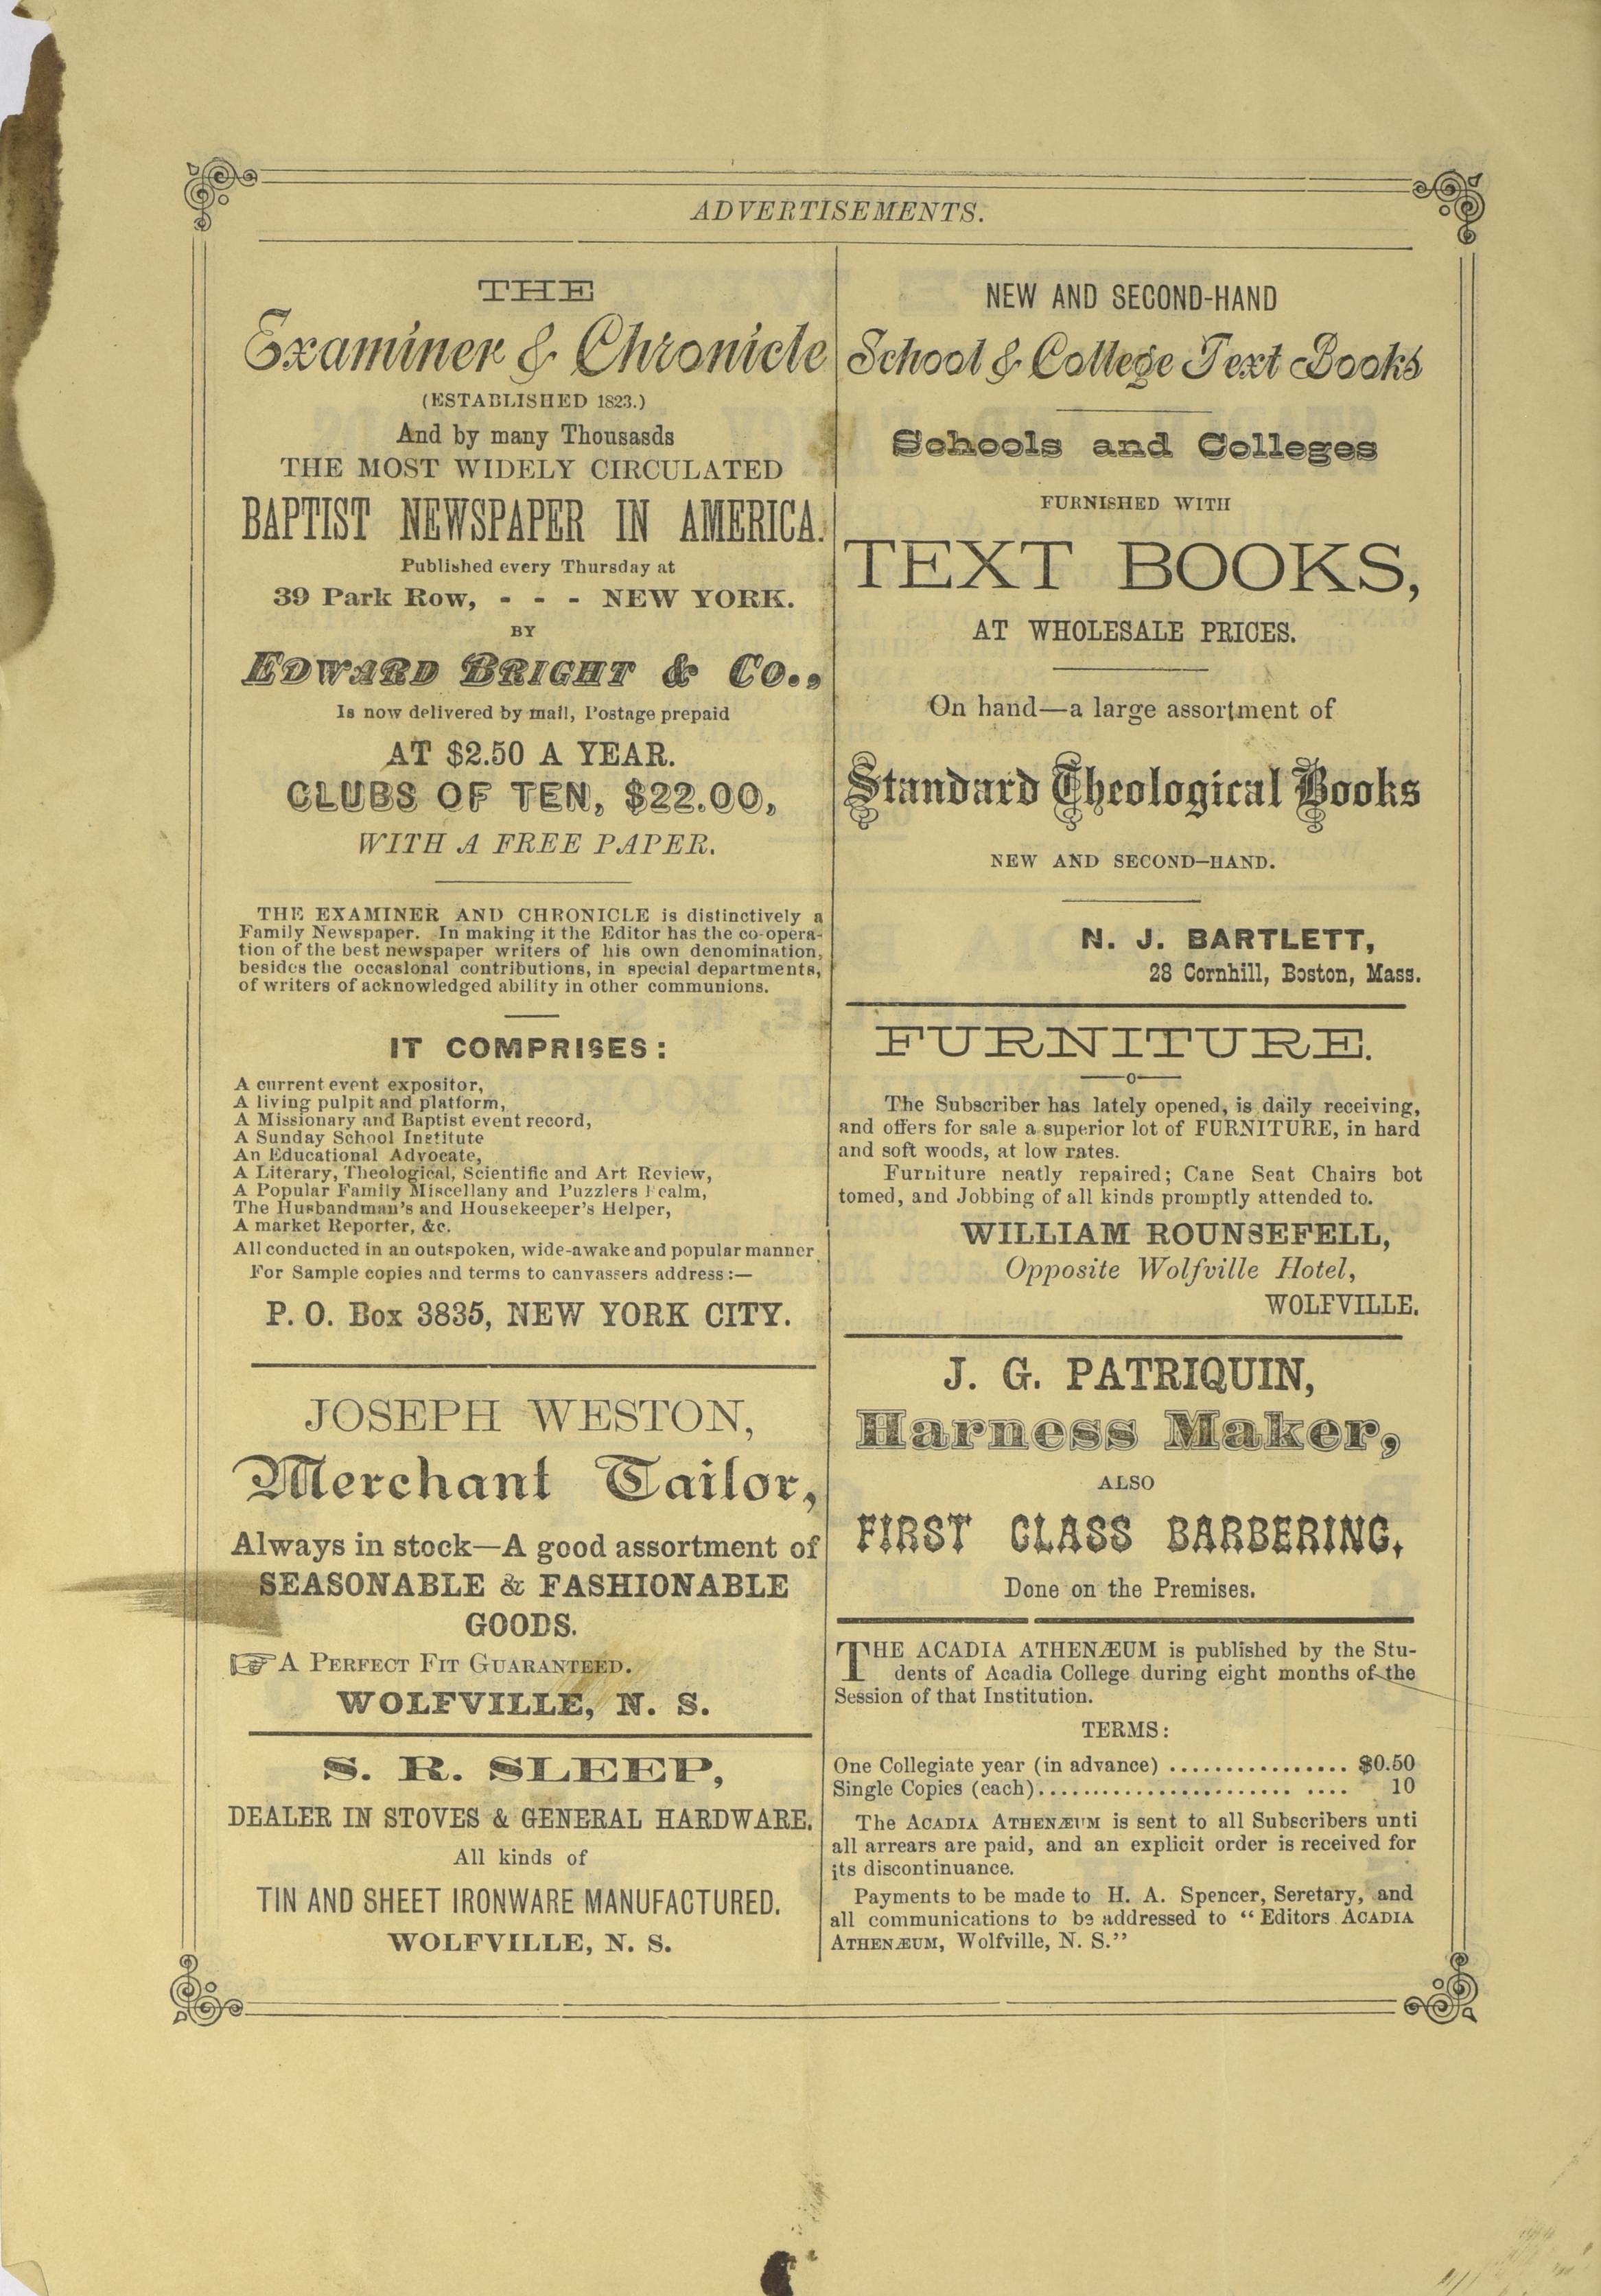 ADVERTISEMENTS.
THE
Examiner & Chronicle
(ESTABLISHED 1823.)
And by many Thousasds
THE MOST WIDELY CIRCULATED
BAPTIST NEWSPAPER IN AMERICA.
Published every Thursday at
39 Park Row, - - - NEW YORK.
BY
EDWARD BRIGHT & CO.,
Is now delivered by mail, Postage prepaid
AT $2.50 A YEAR.
CLUBS OF TEN, $22.00,
WITH A FREE PAPER.
THE EXAMINER AND CHRONICLE is distinctively a
Family Newspaper. In making it the Editor has the co-opera-
tion of the best newspaper writers of his own denomination,
besides the occasional contributions, in special departments,
of writers of acknowledged ability in other communions.
IT COMPRISES:
A current event expositor,
A living pulpit and platform,
A Missionary and Baptist event record,
A Sunday School Institute
An Educational Advocate,
A Literary, Theological, Scientific and Art Review,
A Popular Family Miscellany and Puzzlers Realm,
The Husbandman's and Housekeeper's Helper,
A market Reporter, &c.
All conducted in an outspoken, wide-awake and popular manner.
For Sample copies and terms to canvassers address:—
P. O. Box 3835, NEW YORK CITY.
JOSEPH WESTON,
Merchant Tailor,
Always in stock—A good assortment of
SEASONABLE & FASHIONABLE
GOODS.
☞ A PERFECT FIT GUARANTEED.
WOLFVILLE, N. S.
S. R. SLEEP,
DEALER IN STOVES & GENERAL HARDWARE.
All kinds of
TIN AND SHEET IRONWARE MANUFACTURED.
WOLFVILLE, N. S.
NEW AND SECOND-HAND
School & College Text Books
Schools and Colleges
FURNISHED WITH
TEXT BOOKS,
AT WHOLESALE PRICES.
On hand—a large assortment of
Standard Theological Books
NEW AND SECOND-HAND.
N. J. BARTLETT,
28 Cornhill, Boston, Mass.
FURNITURE.
The Subscriber has lately opened, is daily receiving,
and offers for sale a superior lot of FURNITURE, in hard
and soft woods, at low rates.
Furniture neatly repaired; Cane Seat Chairs bot
tomed, and Jobbing of all kinds promptly attended to.
WILLIAM ROUNSEFELL,
Opposite Wolfville Hotel,
WOLFVILLE.
J. G. PATRIQUIN,
Harness Maker,
ALSO
FIRST CLASS BARBERING,
Done on the Premises.
THE ACADIA ATHENÆUM is published by the Stu-
dents of Acadia College during eight months of the
Session of that Institution.
TERMS:
One Collegiate year (in advance) ................ $0.50
Single Copies (each)....................... .... 10
The ACADIA ATHENÆUM is sent to all Subscribers unti
all arrears are paid, and an explicit order is received for
its discontinuance.
Payments to be made to H. A. Spencer, Seretary, and
all communications to be addressed to “Editors ACADIA
ATHENÆUM, Wolfville, N. S.”